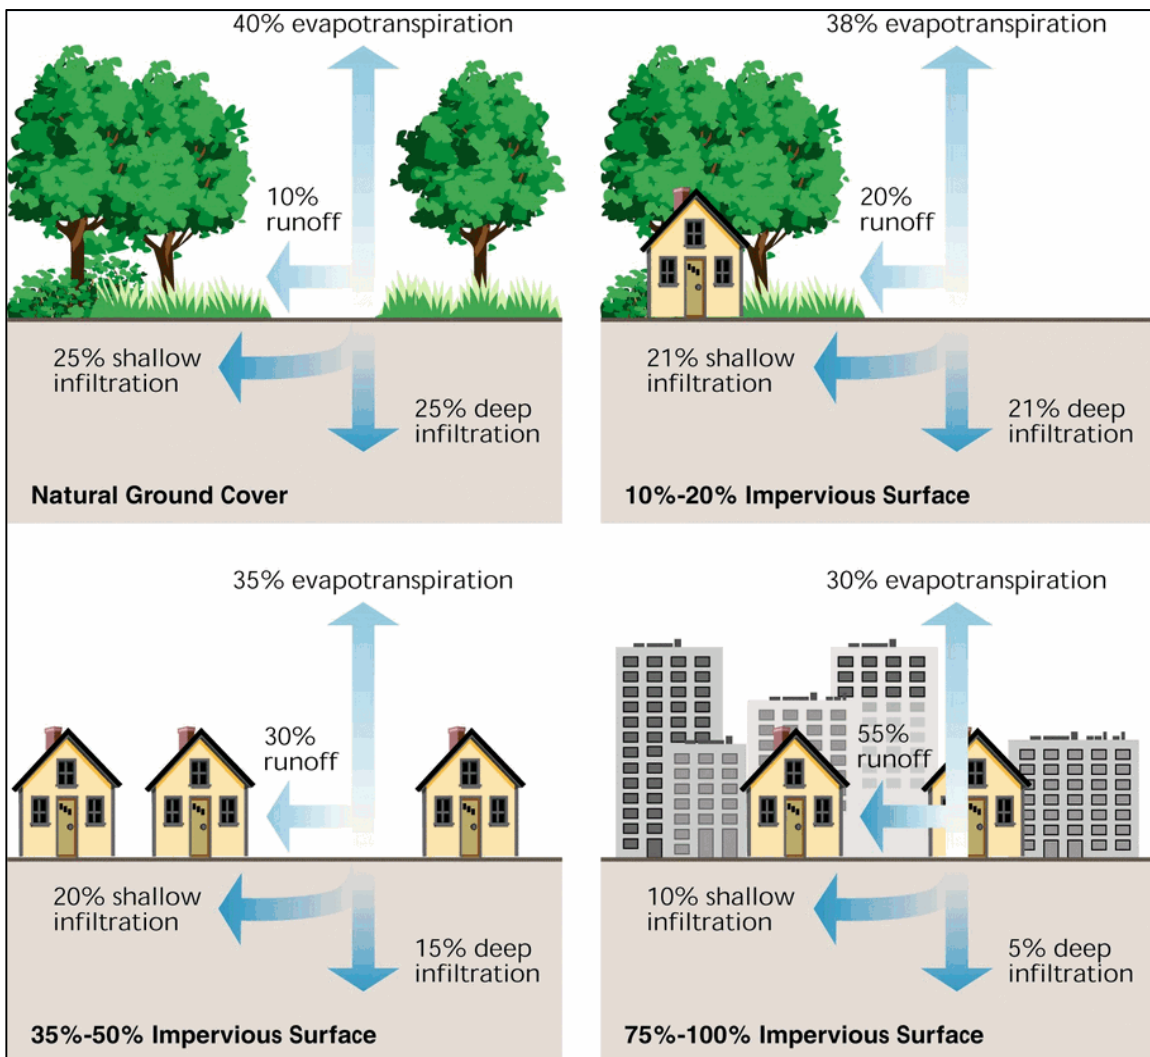 40% evapotranspiration
10%
runoff
25% shallow
infiltration
25% deep
infiltration
Natural Ground Cover
38% evapotranspiration
20%
runoff
21% shallow
infiltration
21% deep
infiltration
10%-20% Impervious Surface
35% evapotranspiration
30%
runoff
20% shallow
infiltration
15% deep
infiltration
35%-50% Impervious Surface
30% evapotranspiration
55%
runoff
10% shallow
infiltration
5% deep
infiltration
75%-100% Impervious Surface